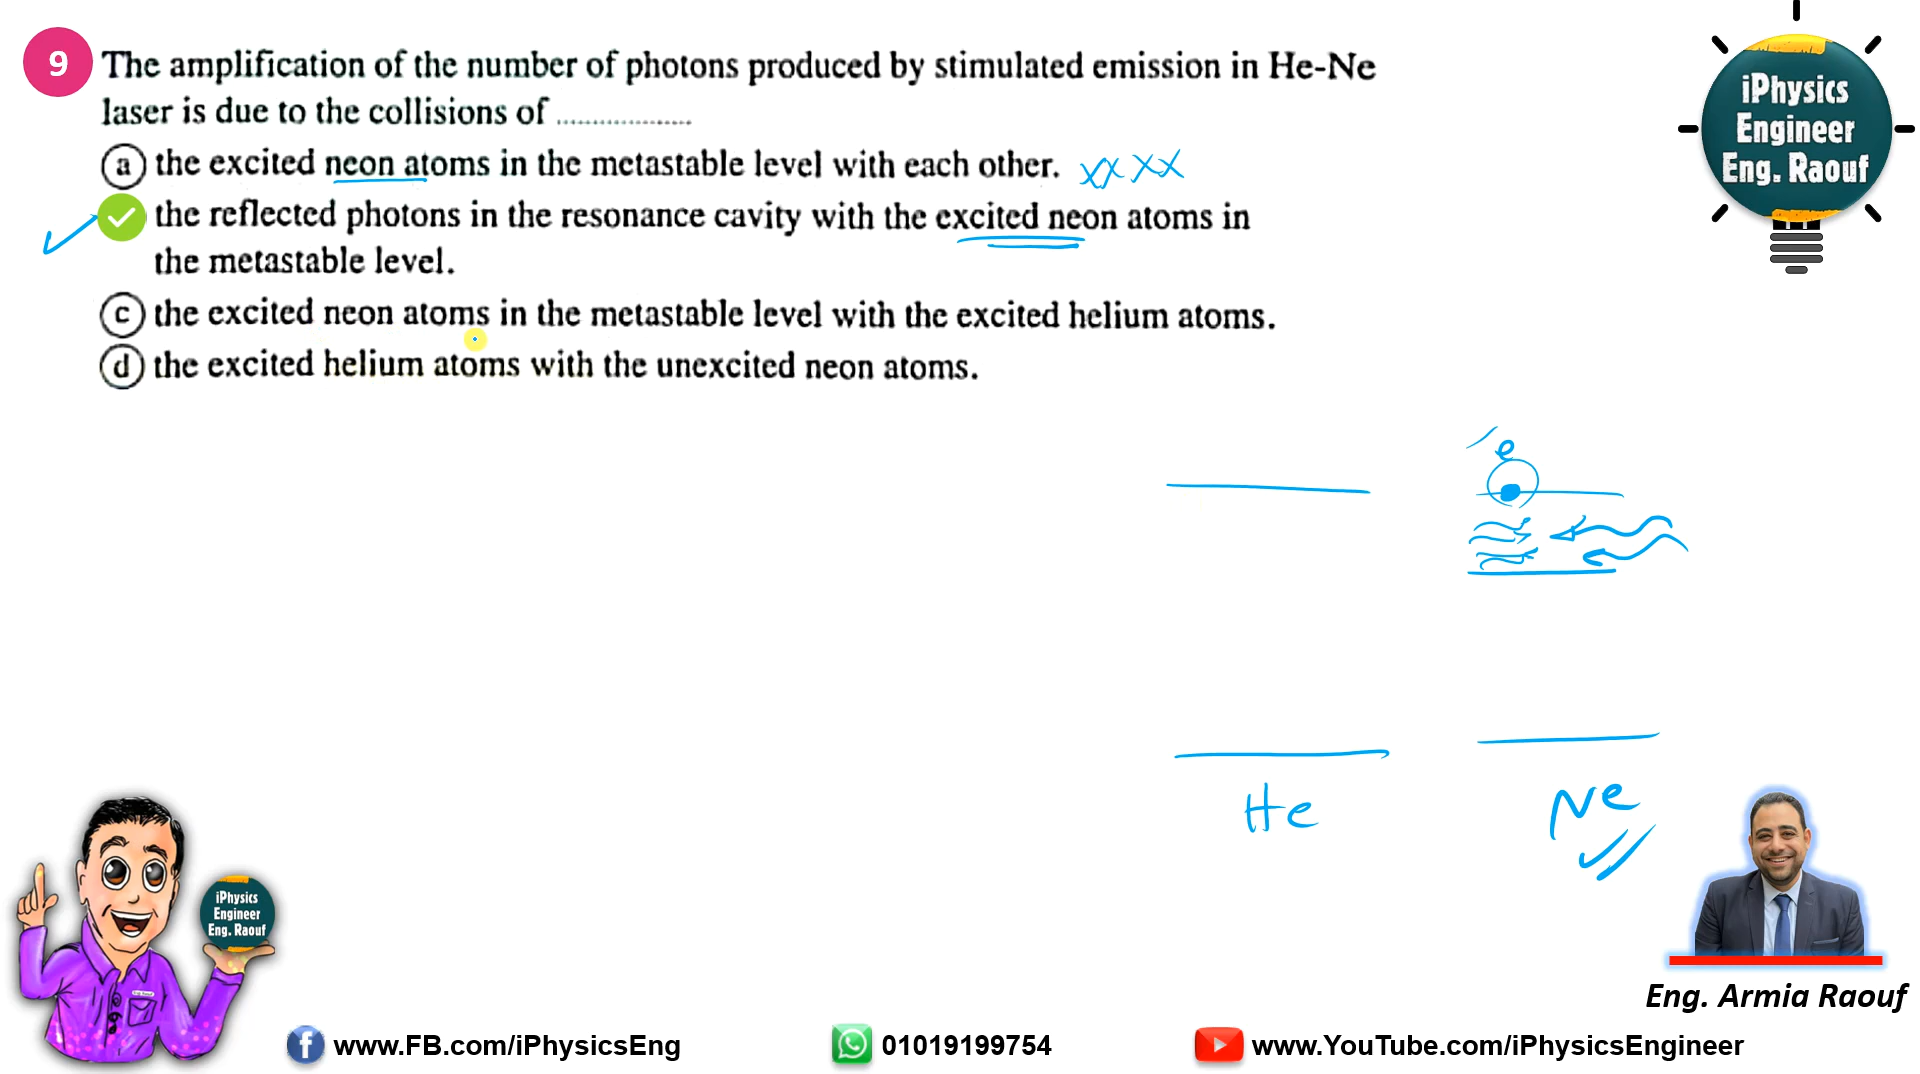 9 The amplification of the number of photons produced by stimulated emission in He-Ne
laser is due to the collisions of ..................
a the excited neon atoms in the metastable level with each other. xx xx
the reflected photons in the resonance cavity with the excited neon atoms in
the metastable level.
c the excited neon atoms in the metastable level with the excited helium atoms.
d the excited helium atoms with the unexcited neon atoms.
iPhysics
Engineer
Eng. Raouf
e
He
Ne
iPhysics
Engineer
Eng. Raouf
Eng. Armia Raouf
www.FB.com/iPhysicsEng
01019199754
www.YouTube.com/iPhysicsEngineer